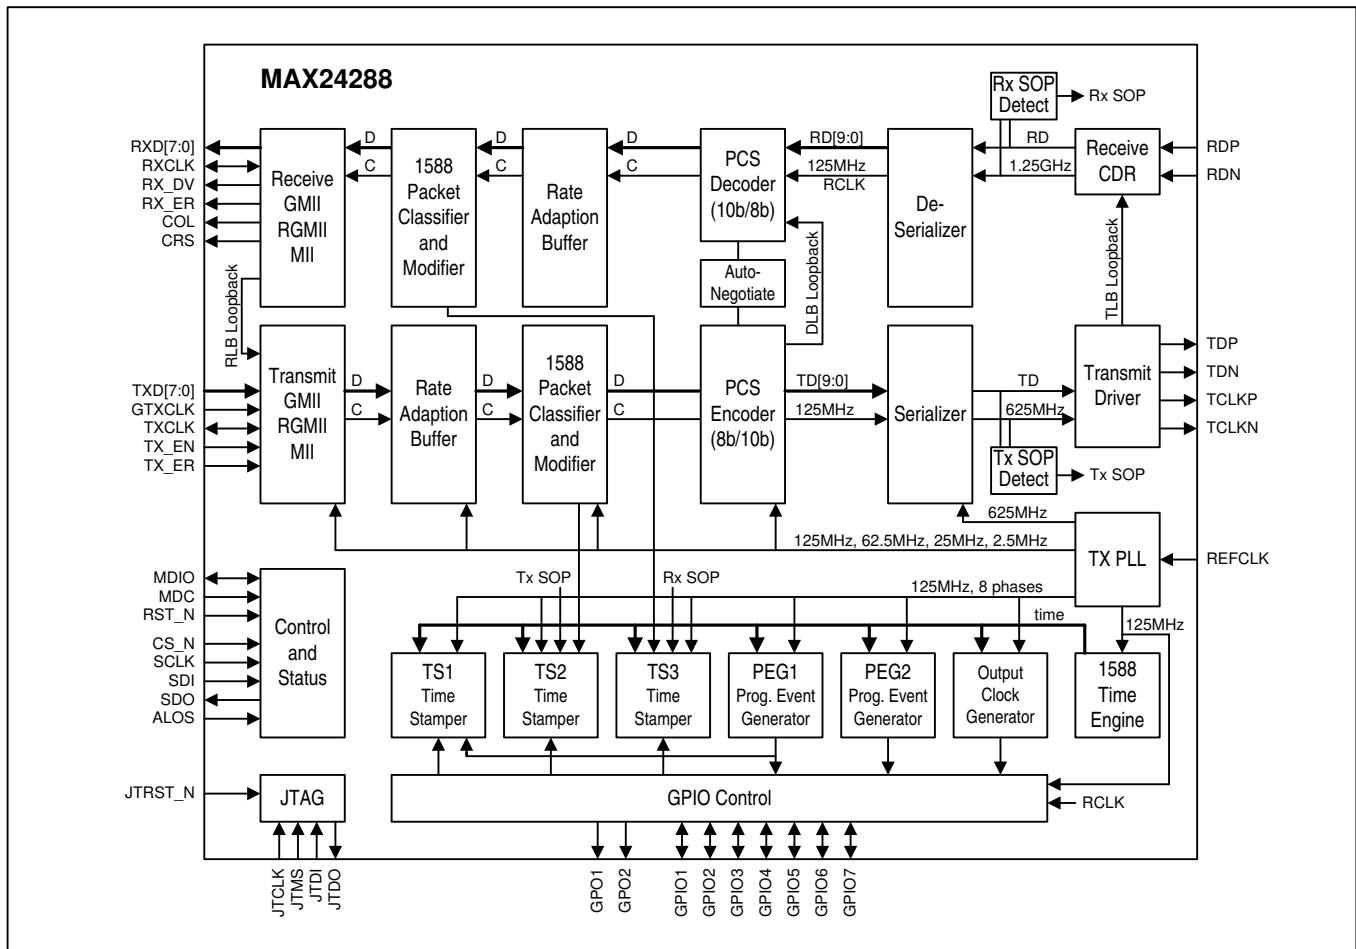 MAX24288
Rx SOP
Detect
Rx SOP
RXD[7:0]
RXCLK
RX_DV
RX_ER
COL
CRS
Receive
GMII
RGMII
MII
D
C
1588
Packet
Classifier
and
Modifier
D
C
Rate
Adaption
Buffer
D
C
PCS
Decoder
(10b/8b)
RD[9:0]
125MHz
RCLK
De-
Serializer
RD
1.25GHz
Receive
CDR
RDP
RDN
Auto-
Negotiate
RLB Loopback
DLB Loopback
TLB Loopback
TXD[7:0]
GTXCLK
TXCLK
TX_EN
TX_ER
Transmit
GMII
RGMII
MII
D
C
Rate
Adaption
Buffer
D
C
1588
Packet
Classifier
and
Modifier
D
C
PCS
Encoder
(8b/10b)
TD[9:0]
125MHz
Serializer
TD
625MHz
Transmit
Driver
TDP
TDN
TCLKP
TCLKN
Tx SOP
Detect
Tx SOP
625MHz
125MHz, 62.5MHz, 25MHz, 2.5MHz
TX PLL
REFCLK
MDIO
MDC
RST_N
CS_N
SCLK
SDI
SDO
ALOS
Control
and
Status
Tx SOP
Rx SOP
125MHz, 8 phases
time
125MHz
TS1
Time
Stamper
TS2
Time
Stamper
TS3
Time
Stamper
PEG1
Prog. Event
Generator
PEG2
Prog. Event
Generator
Output
Clock
Generator
1588
Time
Engine
JTRST_N
JTAG
GPIO Control
RCLK
JTCLK
JTMS
JTDI
JTDO
GPO1
GPO2
GPIO1
GPIO2
GPIO3
GPIO4
GPIO5
GPIO6
GPIO7